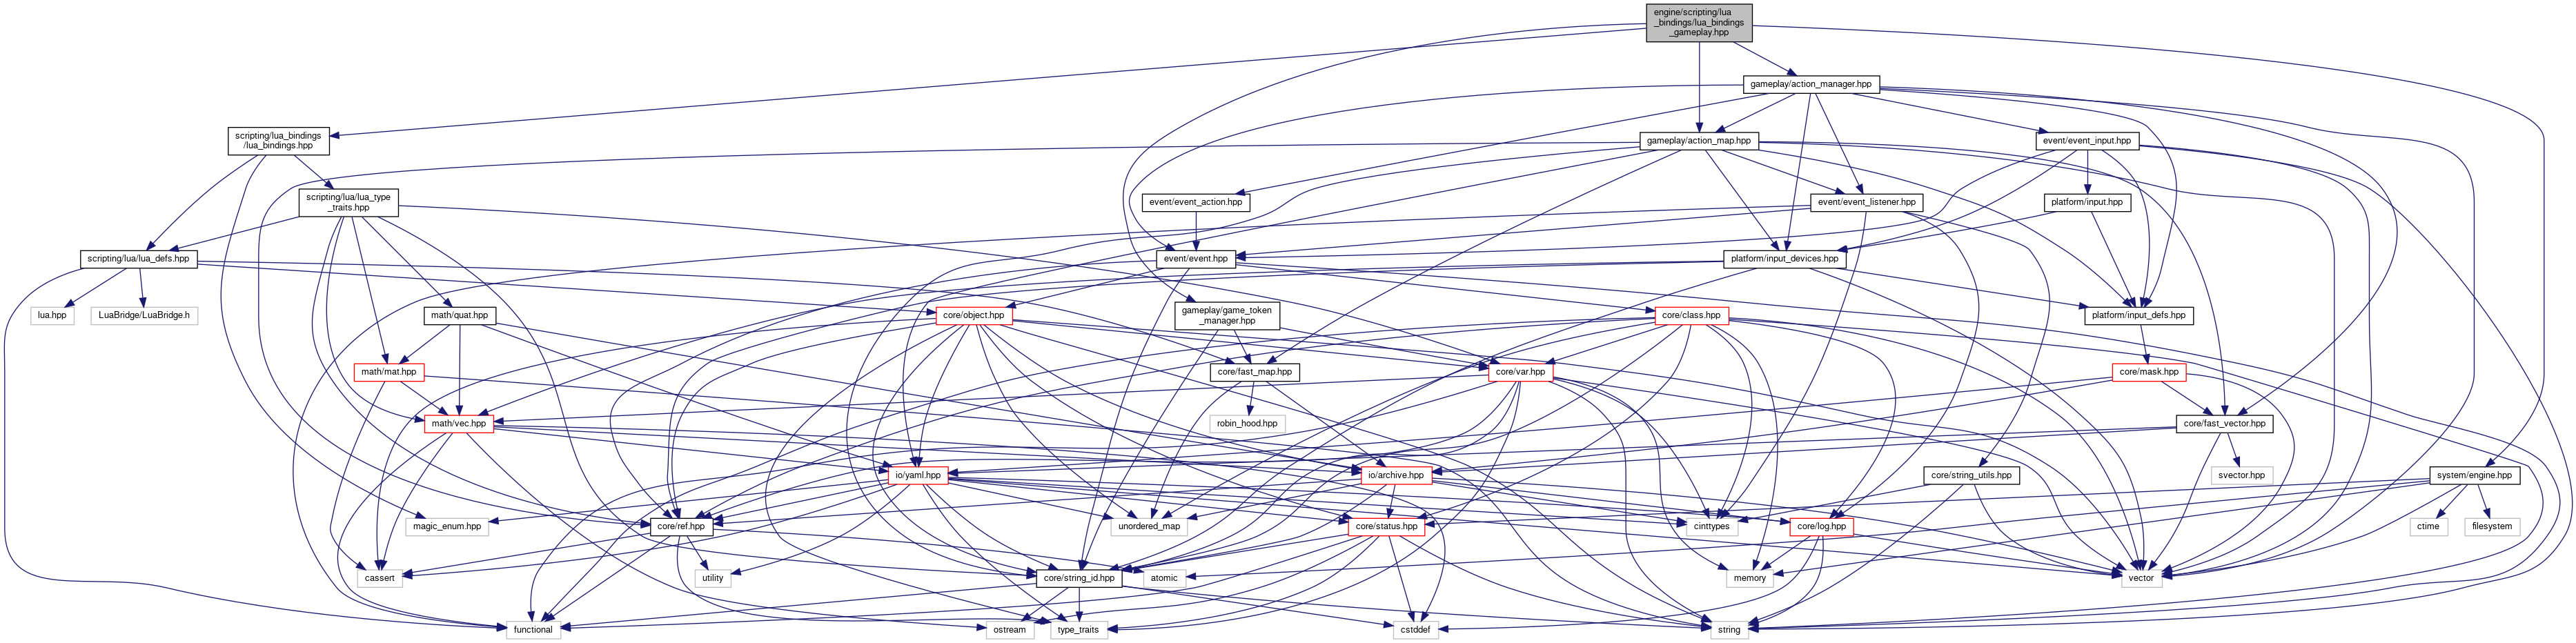 engine/scripting/lua
_bindings/lua_bindings
_gameplay.hpp
gameplay/action_manager.hpp
scripting/lua_bindings
/lua_bindings.hpp
gameplay/action_map.hpp
event/event_input.hpp
scripting/lua/lua_type
_traits.hpp
event/event_action.hpp
event/event_listener.hpp
platform/input.hpp
scripting/lua/lua_defs.hpp
event/event.hpp
platform/input_devices.hpp
lua.hpp
LuaBridge/LuaBridge.h
math/quat.hpp
core/object.hpp
gameplay/game_token
_manager.hpp
core/class.hpp
platform/input_defs.hpp
math/mat.hpp
core/fast_map.hpp
core/var.hpp
core/mask.hpp
math/vec.hpp
robin_hood.hpp
core/fast_vector.hpp
io/yaml.hpp
io/archive.hpp
core/string_utils.hpp
svector.hpp
system/engine.hpp
magic_enum.hpp
core/ref.hpp
unordered_map
core/status.hpp
cinttypes
core/log.hpp
ctime
filesystem
cassert
utility
core/string_id.hpp
atomic
memory
vector
functional
ostream
type_traits
cstddef
string